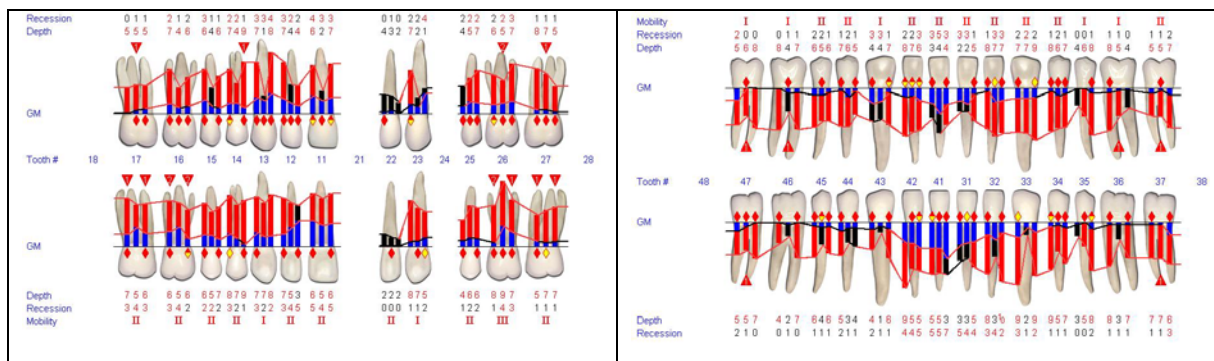 Recession 011 212 311 221 334 322 433 010 224 222 223 111
Depth 555 746 646 749 718 744 627 432 721 457 657 875
GM
Tooth # 18 17 16 15 14 13 12 11 21 22 23 24 25 26 27 28
GM
Depth 756 656 657 879 778 753 656 222 875 466 897 577
Recession 343 342 222 321 322 345 545 000 112 122 143 111
Mobility II II II II I II II II I II III II
Mobility I I II II I II II II II II II II I I II
Recession 200 011 221 121 331 223 353 331 133 222 111 121 001 111 112
Depth 568 847 656 765 447 876 344 225 877 779 867 468 854 557
GM
Tooth # 48 47 46 45 44 43 42 41 31 32 33 34 35 36 37 38
GM
Depth 557 427 646 534 416 955 553 335 929 957 358 837 776
Recession 210 010 111 211 211 445 557 544 342 312 111 002 111 113